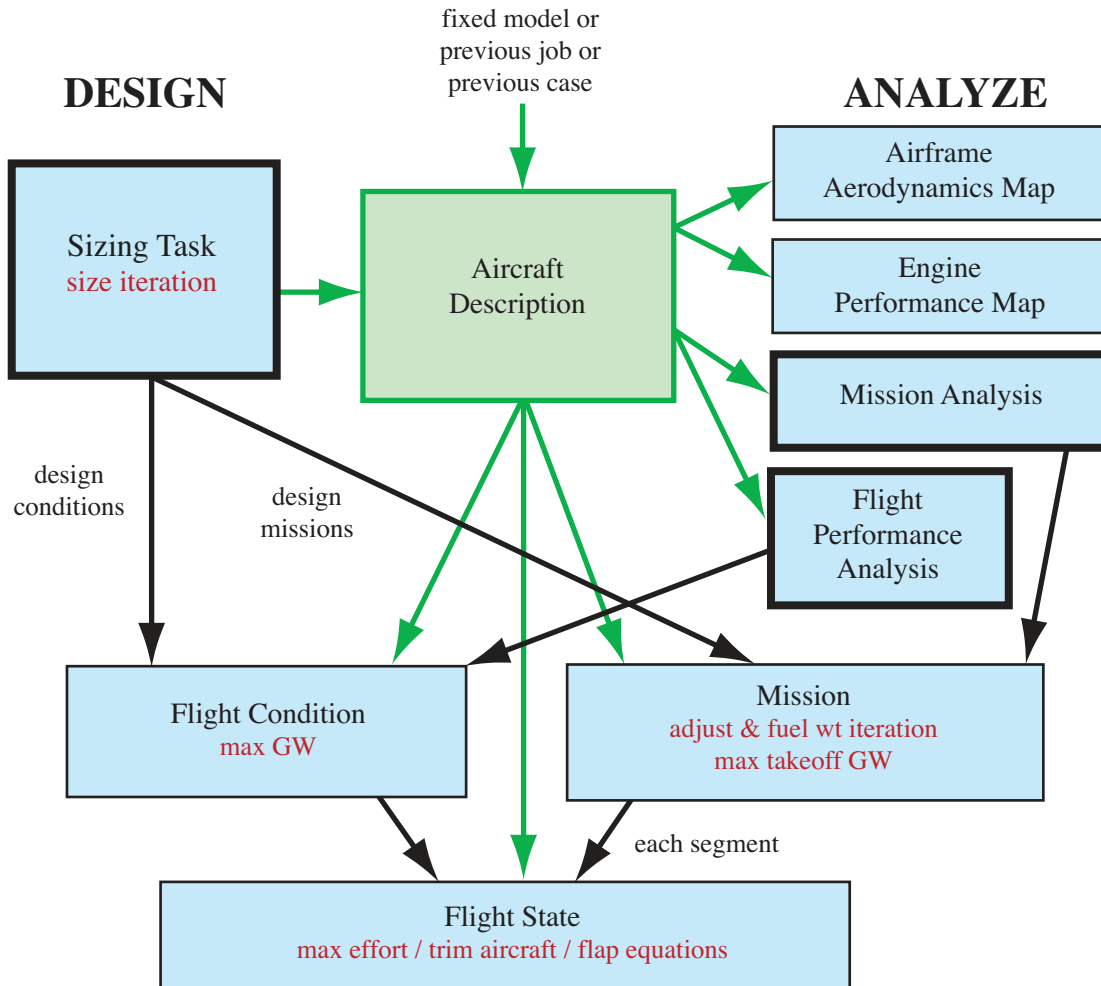 fixed model or
previous job or
previous case
DESIGN
ANALYZE
Sizing Task
size iteration
Aircraft
Description
Airframe
Aerodynamics Map
Engine
Performance Map
Mission Analysis
Flight
Performance
Analysis
design
conditions
design
missions
Flight Condition
max GW
Mission
adjust & fuel wt iteration
max takeoff GW
each segment
Flight State
max effort / trim aircraft / flap equations